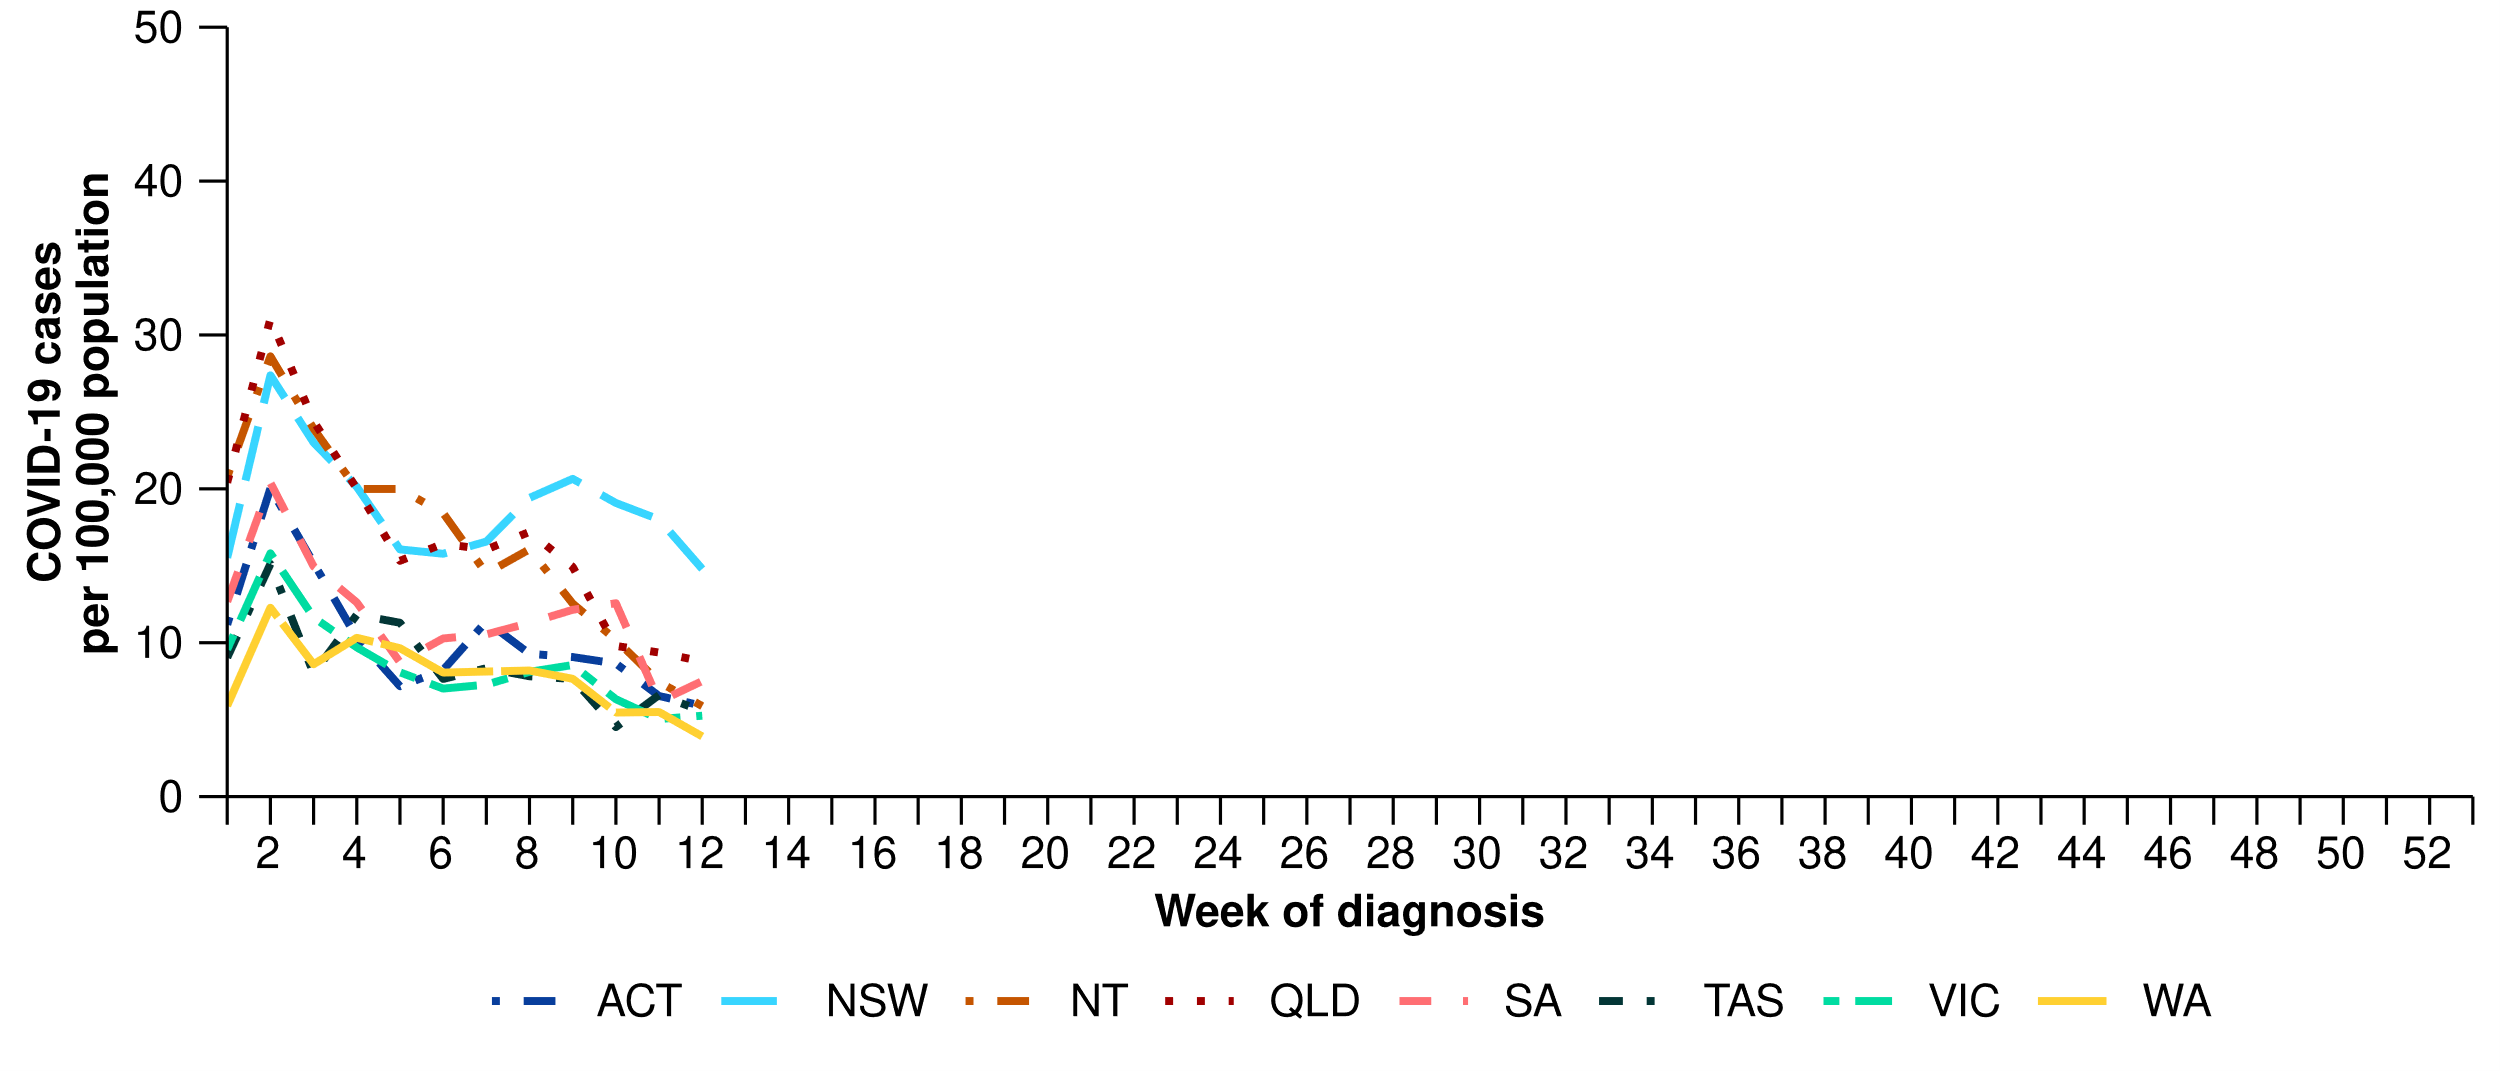 COVID-19 cases
per 100,000 population
50
40
30
20
10
0
2 4 6 8 10 12 14 16 18 20 22 24 26 28 30 32 34 36 38 40 42 44 46 48 50 52
Week of diagnosis
ACT NSW NT QLD SA TAS VIC WA